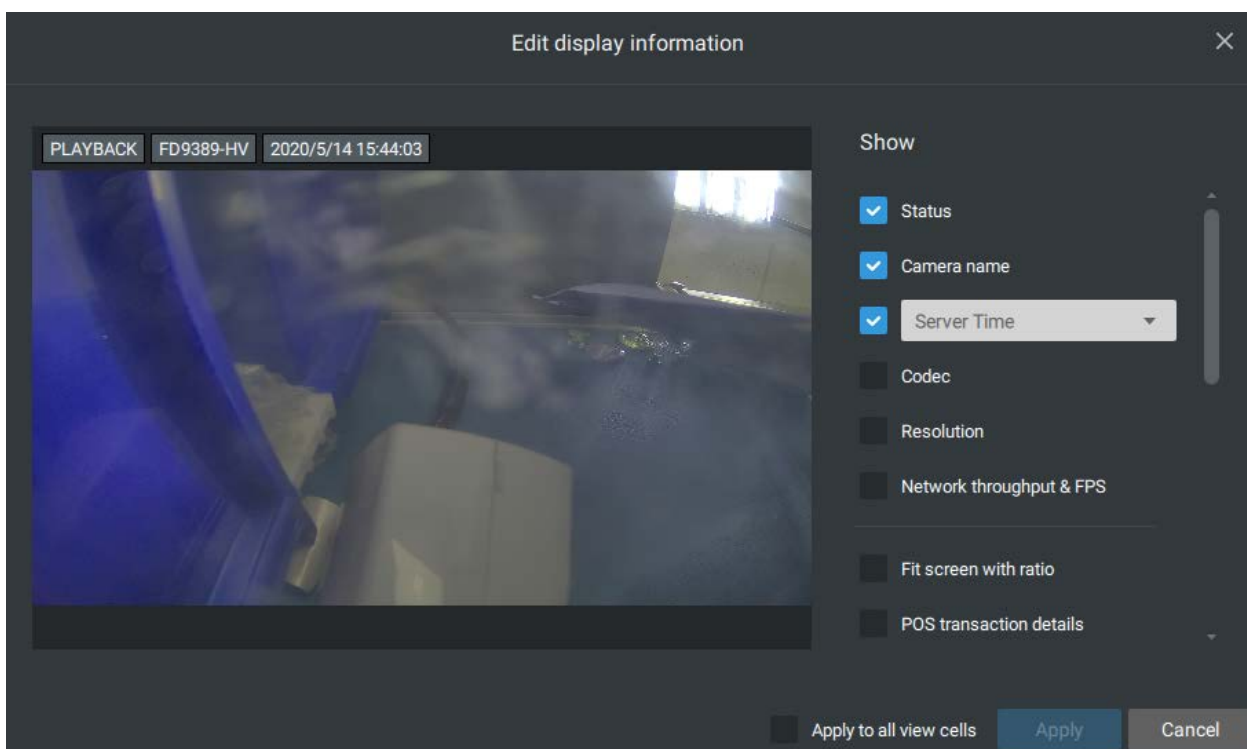 Edit display information
PLAYBACK FD9389-HV 2020/5/14 15:44:03
Show
Status
Camera name
Server Time
Codec
Resolution
Network throughput & FPS
Fit screen with ratio
POS transaction details
Apply to all view cells Apply Cancel